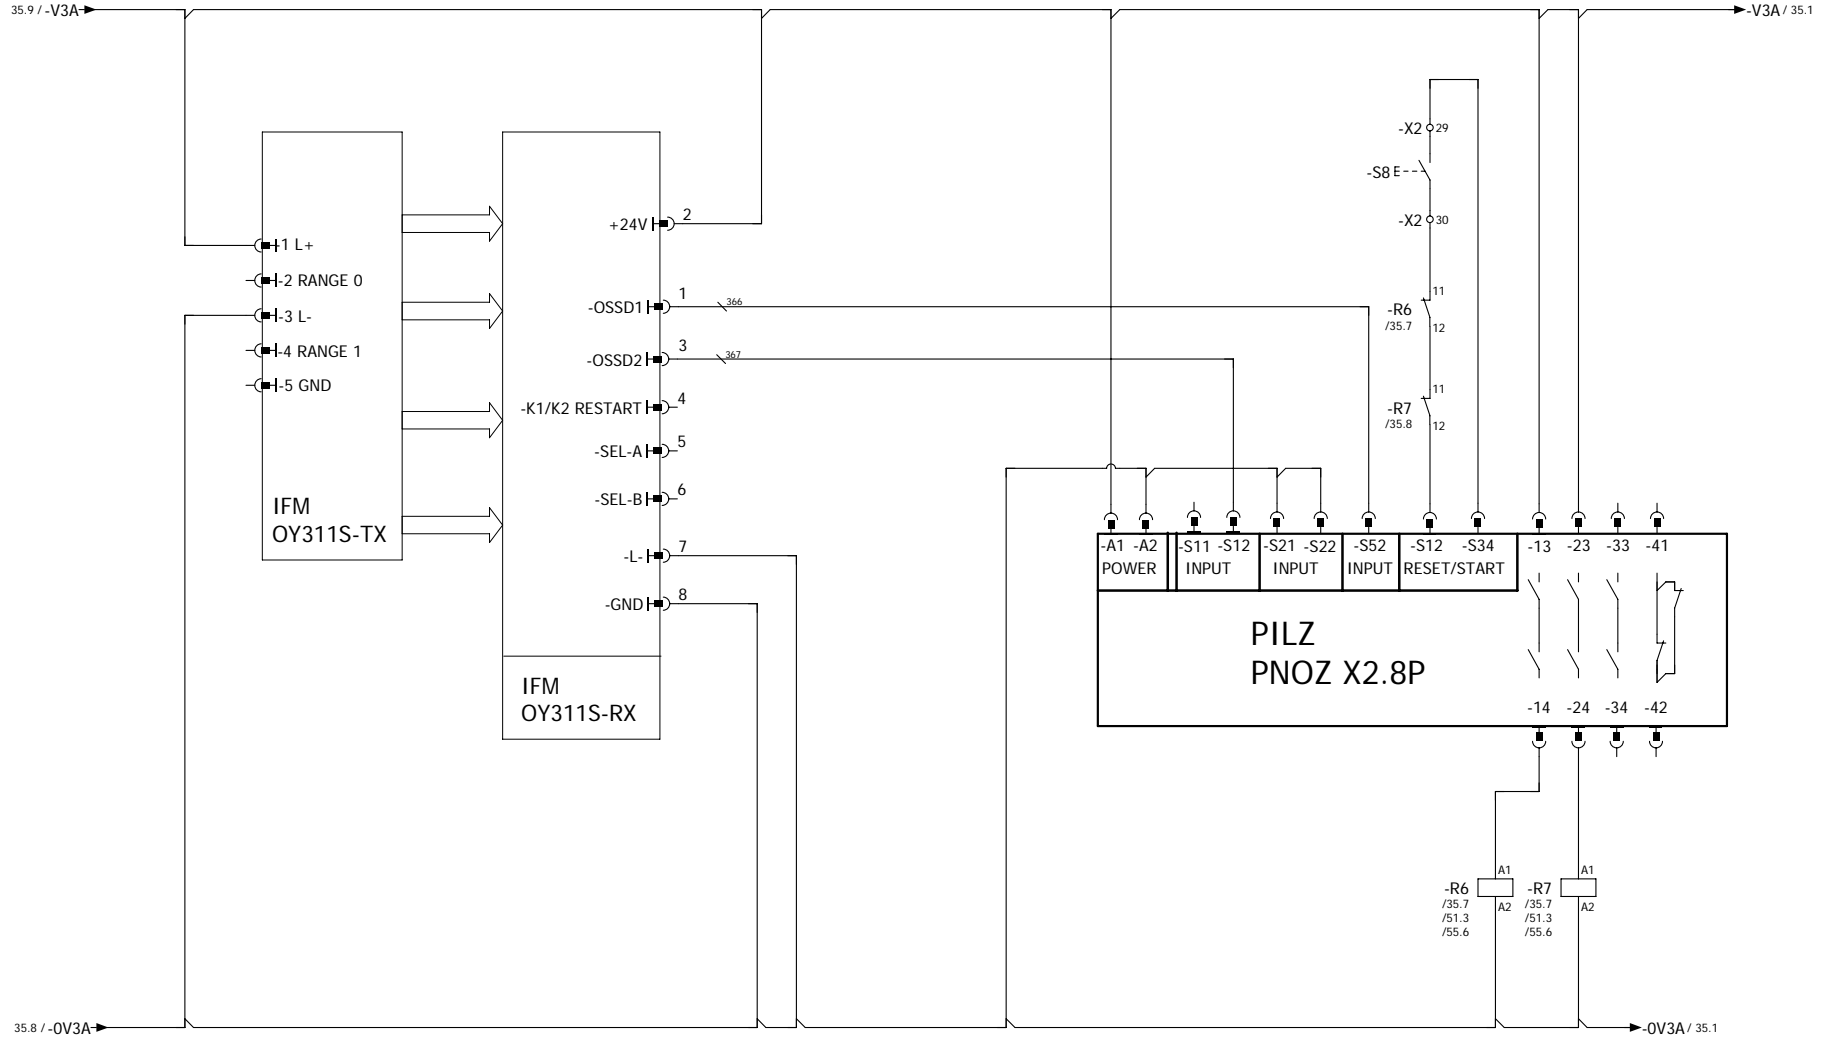 35.9 / -V3A
-V3A / 35.1
-X2 29
-S8 E
+24V 2
-X2 30
1 L+
-2 RANGE 0
-OSSD1 1 366
11
-R6
/35.7
12
-3 L-
-OSSD2 3 367
-4 RANGE 1
-5 GND
-K1/K2 RESTART 4
11
-R7
/35.8
12
-SEL-A 5
-SEL-B 6
IFM
OY311S-TX
-L- 7
-GND 8
-A1 -A2 -S11 -S12 -S21 -S22 -S52 -S12 -S34 -13 -23 -33 -41
POWER INPUT INPUT INPUT RESET/START
PILZ
PNOZ X2.8P
IFM
OY311S-RX
-14 -24 -34 -42
-R6
/35.7
/51.3
/55.6
A1
A2
-R7
/35.7
/51.3
/55.6
A1
A2
35.8 / -0V3A
-0V3A / 35.1